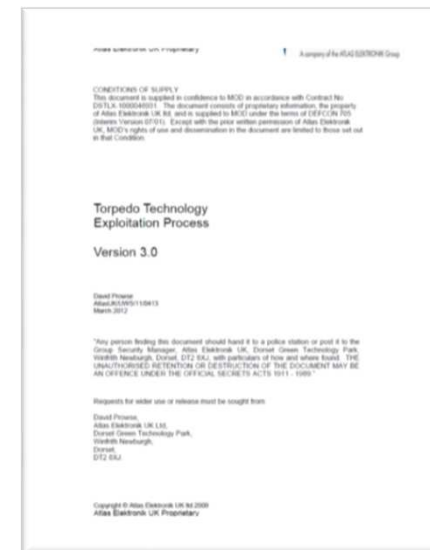 Atlas Elektronik UK Proprietary
A company of the ATLAS ELEKTRONIK Group
CONDITIONS OF SUPPLY
This document is supplied in confidence to MOD in accordance with Contract No
DSTLX-1000046931. The document consists of proprietary information, the property
of Atlas Elektronik UK ltd, and is supplied to MOD under the terms of DEFCON 705
(Interim Version 07/01). Except with the prior written permission of Atlas Elektronik
UK, MOD's rights of use and dissemination in the document are limited to those set out
in that Condition.
Torpedo Technology
Exploitation Process
Version 3.0
David Prowse
March 2012
"Any person finding this document should hand it to a police station or post it to the
Group Security Manager, Atlas Elektronik UK, Dorset Green Technology Park,
Winfrith Newburgh, Dorset, DT2 8XJ, with particulars of how and where found. THE
UNAUTHORISED RETENTION OR DESTRUCTION OF THE DOCUMENT MAY BE
AN OFFENCE UNDER THE OFFICIAL SECRETS ACTS 1911 - 1989."
Requests for wider use or release must be sought from
David Prowse,
Atlas Elektronik UK Ltd,
Dorset Green Technology Park,
Winfrith Newburgh,
Dorset,
DT2 8XJ
Copyright © Atlas Elektronik UK ltd 2009
Atlas Elektronik UK Proprietary